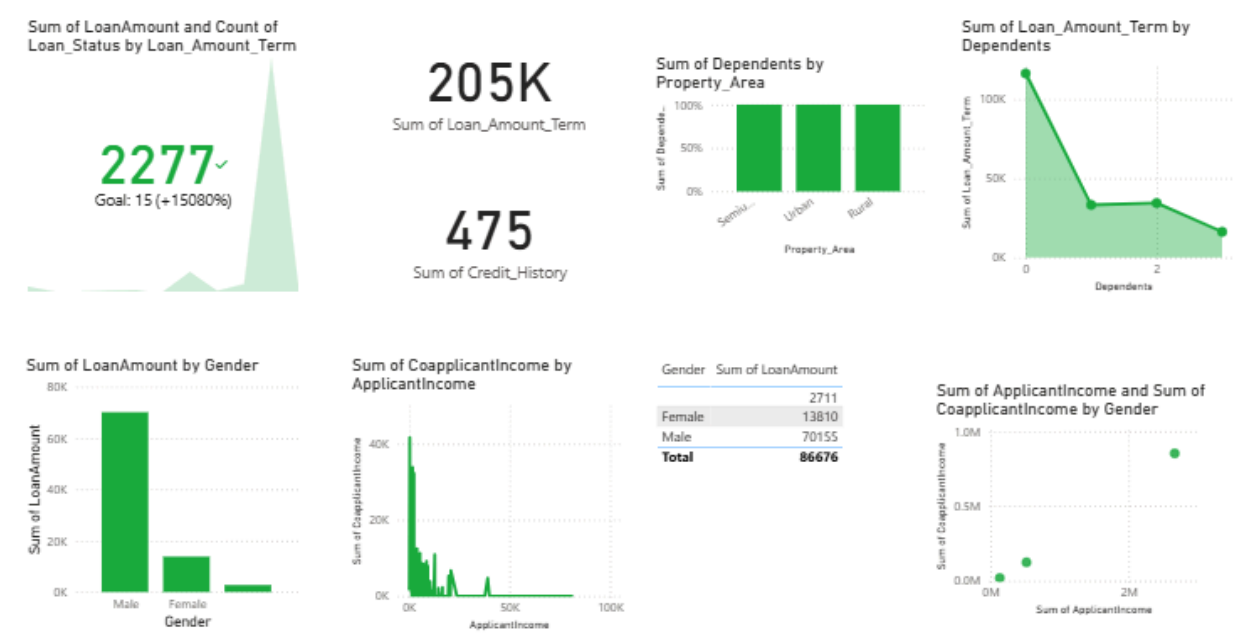 Sum of LoanAmount and Count of
Loan_Status by Loan_Amount_Term
2277
Goal: 15 (+15080%)
205K
Sum of Loan_Amount_Term
475
Sum of Credit_History
Sum of Dependents by
Property_Area
Sum of Depende...
100%
50%
0%
Semiu...
Urban
Rural
Property_Area
Sum of Loan_Amount_Term by
Dependents
Sum of Loan_Amount_Term
100K
50K
0K
0
2
Dependents
Sum of LoanAmount by Gender
Sum of LoanAmount
80K
60K
40K
20K
0K
Male
Female
Gender
Sum of CoapplicantIncome by
ApplicantIncome
Sum of CoapplicantIncome
40K
20K
0K
0K
50K
100K
ApplicantIncome
Gender Sum of LoanAmount
2711
Female 13810
Male 70155
Total 86676
Sum of ApplicantIncome and Sum of
CoapplicantIncome by Gender
Sum of CoapplicantIncome
1.0M
0.5M
0.0M
0M
2M
Sum of ApplicantIncome